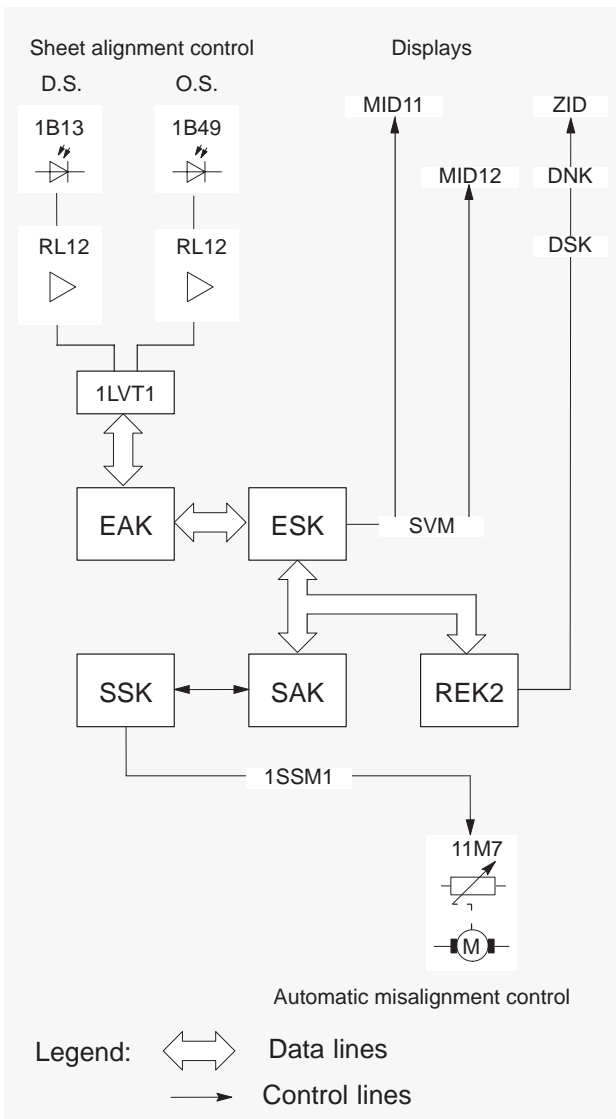 Sheet alignment control
Displays
D.S.
O.S.
MID11
ZID
1B13
1B49
MID12
DNK
RL12
RL12
DSK
1LVT1
EAK
ESK
SVM
SSK
SAK
REK2
1SSM1
11M7
M
Automatic misalignment control
Legend:
Data lines
Control lines